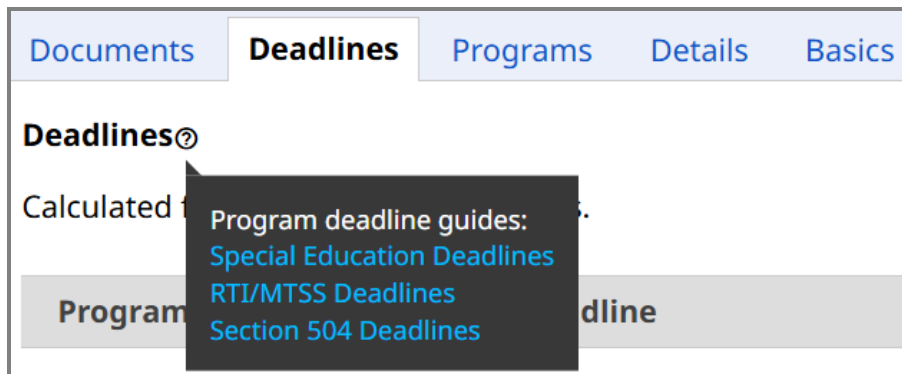 Documents Deadlines Programs Details Basics
Deadlines
Calculated
Program deadline guides:
Special Education Deadlines
RTI/MTSS Deadlines
Section 504 Deadlines
Program dline